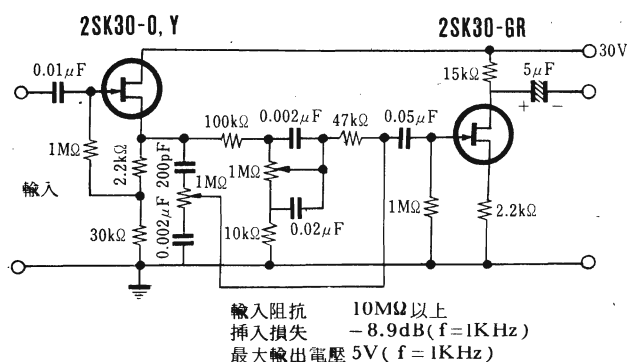 2SK30-O, Y
2SK30-GR
30V
0.01μF
15kΩ
5μF
+
−
100kΩ
0.002μF
47kΩ
0.05μF
1MΩ
2.2kΩ
200pF
1MΩ
1MΩ
輸入
0.002μF
0.02μF
1MΩ
2.2kΩ
30kΩ
10kΩ
輸入阻抗 10MΩ以上
挿入損失 −8.9dB(f=1KHz)
最大輸出電壓 5V(f=1KHz)